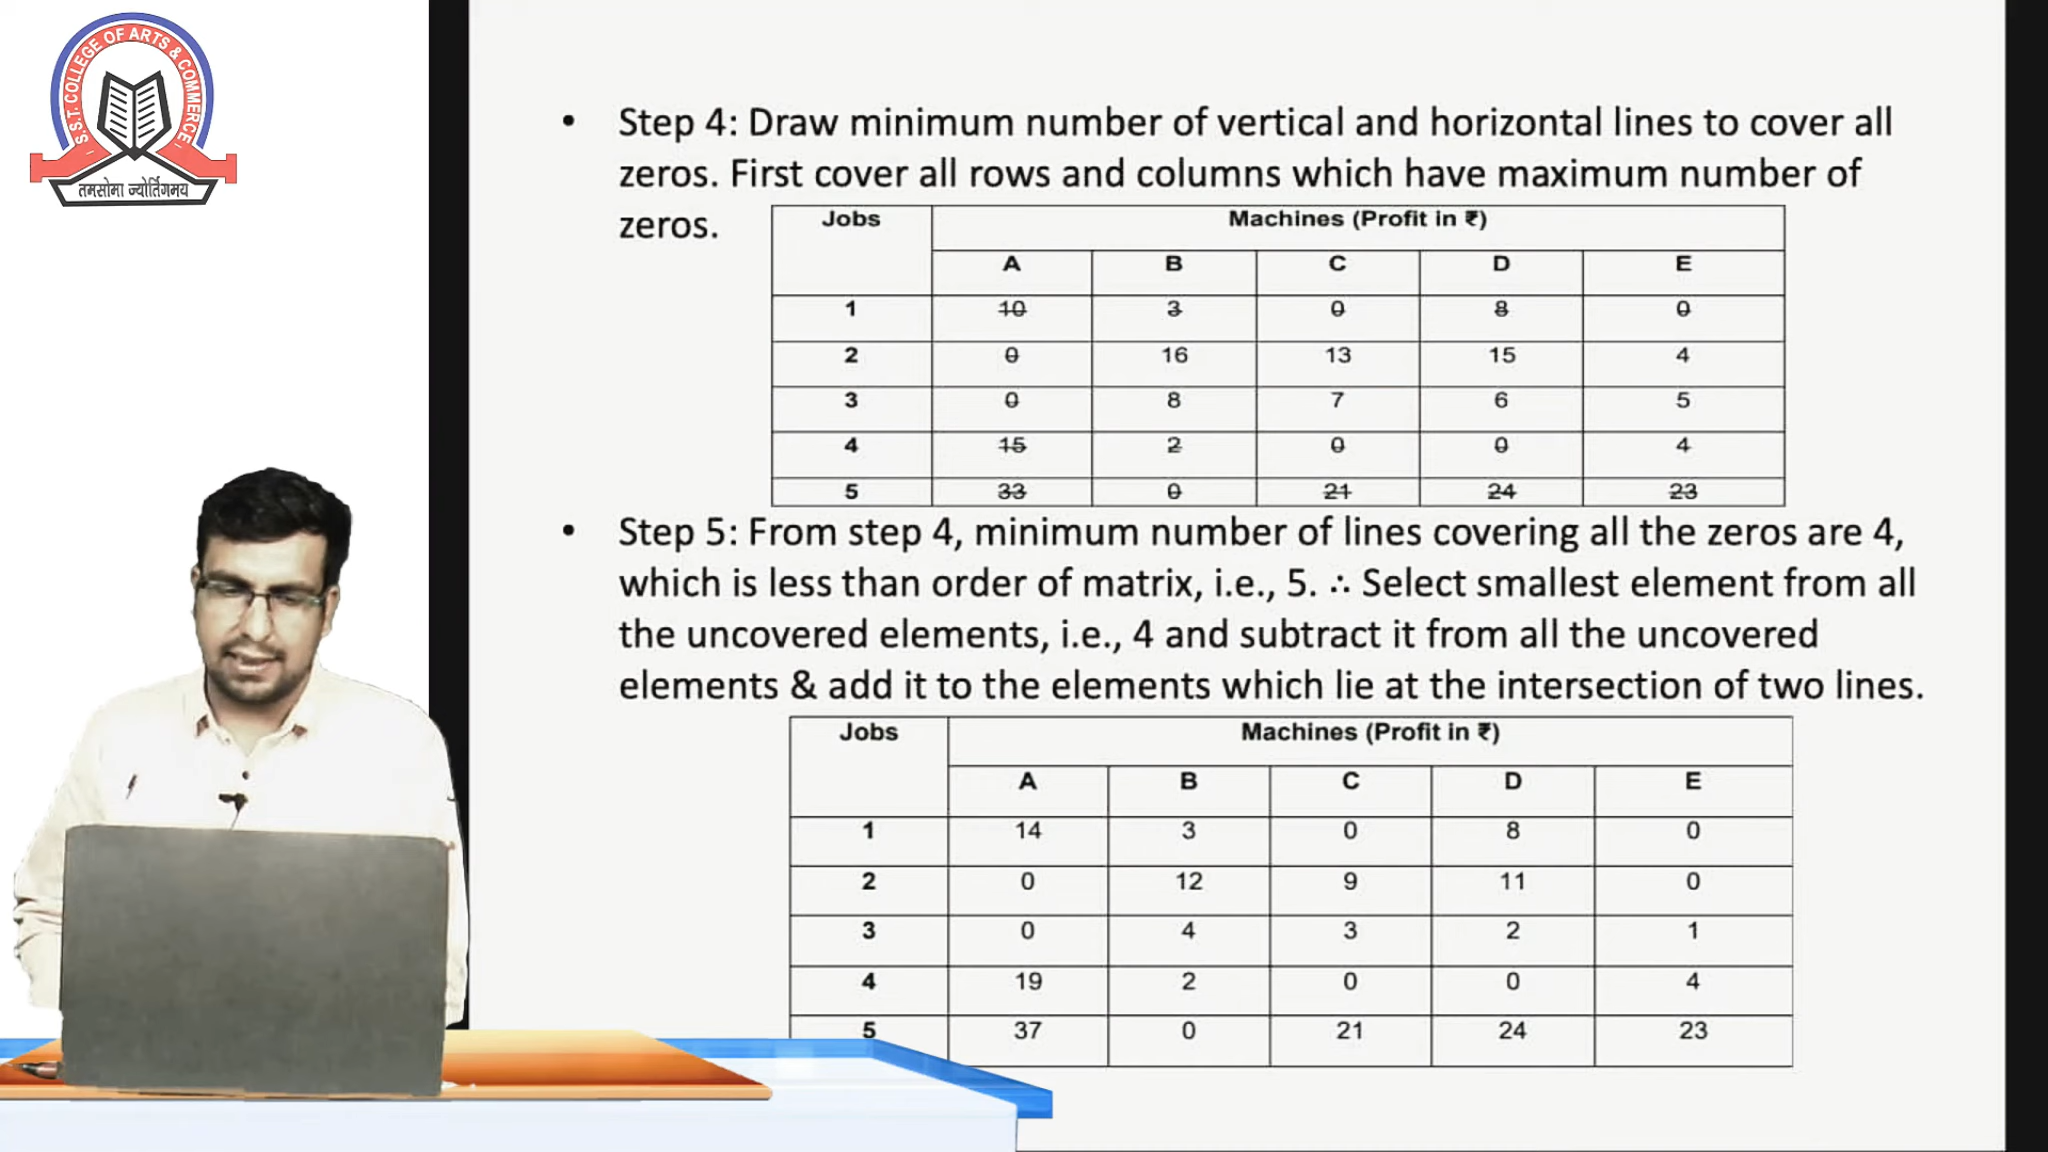 S.S.T. COLLEGE OF ARTS & COMMERCE
तमसोमा ज्योर्तिगमय
• Step 4: Draw minimum number of vertical and horizontal lines to cover all
zeros. First cover all rows and columns which have maximum number of
zeros.
Jobs Machines (Profit in ₹)
A B C D E
1 10 3 0 8 0
2 0 16 13 15 4
3 0 8 7 6 5
4 15 2 0 0 4
5 33 0 21 24 23
• Step 5: From step 4, minimum number of lines covering all the zeros are 4,
which is less than order of matrix, i.e., 5. ∴ Select smallest element from all
the uncovered elements, i.e., 4 and subtract it from all the uncovered
elements & add it to the elements which lie at the intersection of two lines.
Jobs Machines (Profit in ₹)
A B C D E
1 14 3 0 8 0
2 0 12 9 11 0
3 0 4 3 2 1
4 19 2 0 0 4
5 37 0 21 24 23